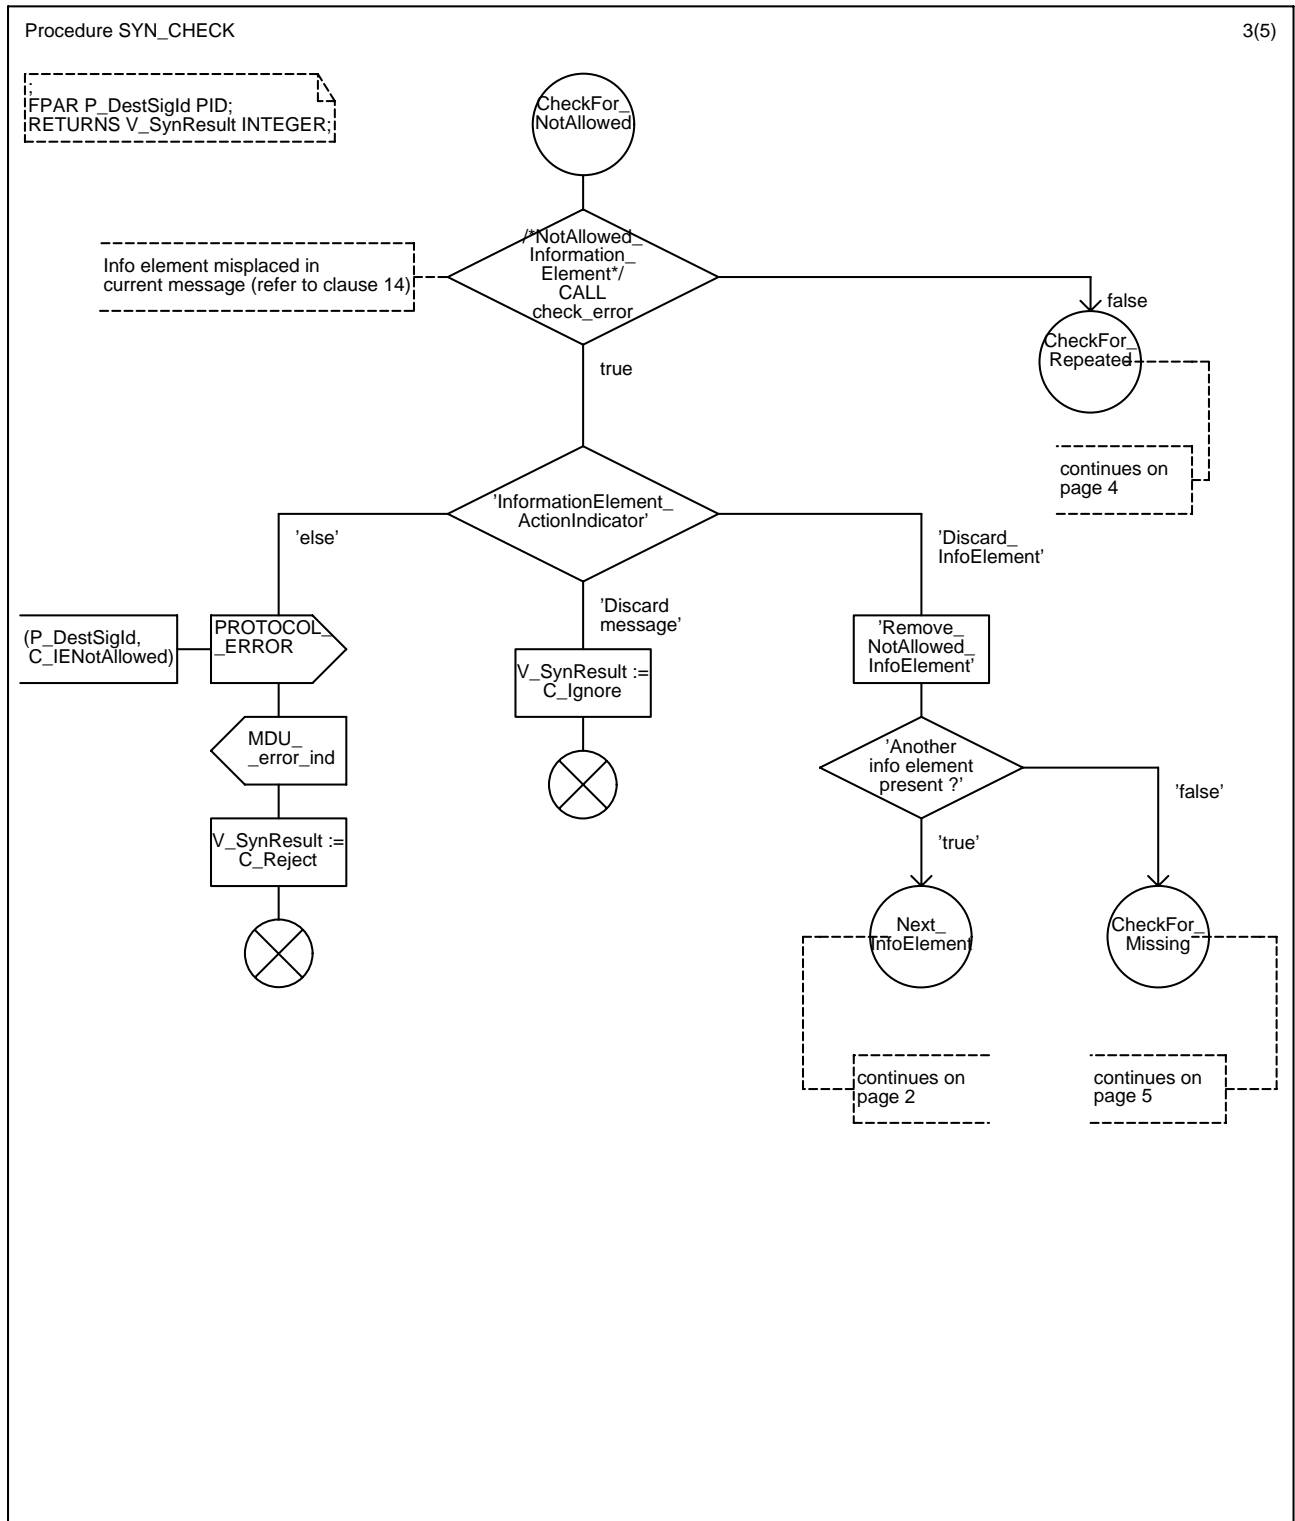 Procedure SYN_CHECK
3(5)
;
FPAR P_DestSigId PID;
RETURNS V_SynResult INTEGER;
CheckFor_
NotAllowed
/*NotAllowed_
Information_
Element*/
CALL
check_error
Info element misplaced in
current message (refer to clause 14)
false
CheckFor_
Repeated
true
continues on
page 4
'InformationElement_
ActionIndicator'
'else'
'Discard_
InfoElement'
'Discard
message'
(P_DestSigId,
C_IENotAllowed)
PROTOCOL_
_ERROR
V_SynResult :=
C_Ignore
'Remove_
NotAllowed_
InfoElement'
MDU_
_error_ind
'Another
info element
present ?'
'false'
V_SynResult :=
C_Reject
'true'
Next_
InfoElement
CheckFor_
Missing
continues on
page 2
continues on
page 5